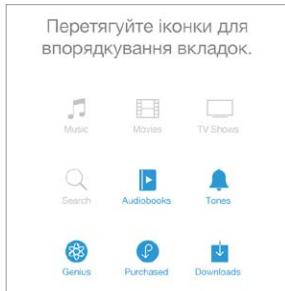 Перетягуйте іконки для
впорядкування вкладок.
Music Movies TV Shows
Search Audiobooks Tones
Genius Purchased Downloads